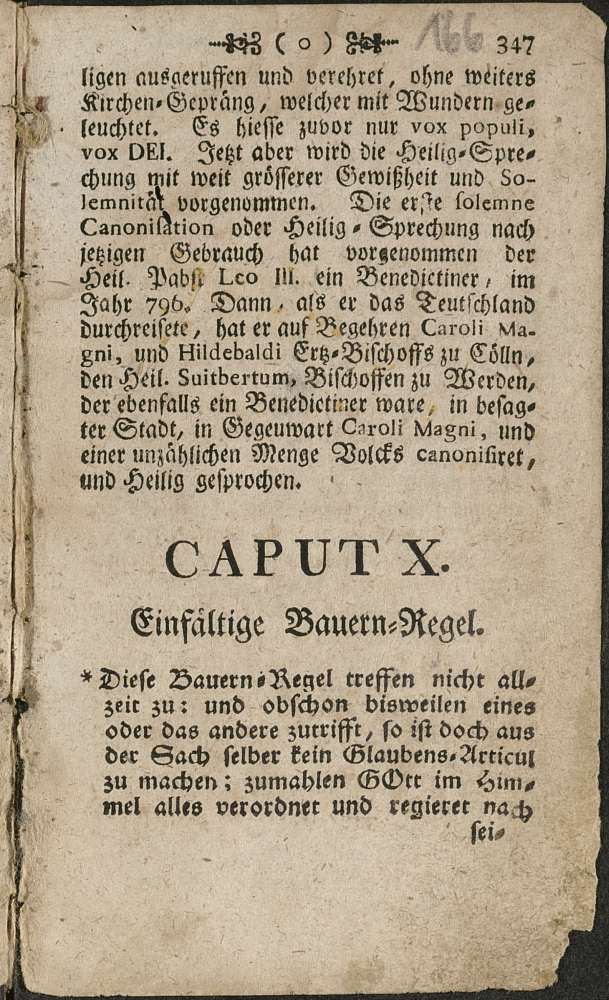 ( o ) 166 347
ligen ausgeruffen und verehret, ohne weiters
Kirchen-Gepräng, welcher mit Wundern ge-
leuchtet. Es hiesse zuvor nur vox populi,
vox DEI. Jetzt aber wird die Heilig-Spre-
chung mit weit grösserer Gewißheit und So-
lemnität vorgenommen. Die erste solemne
Canonisation oder Heilig-Sprechung nach
jetzigen Gebrauch hat vorgenommen der
Heil. Pabst Leo III. ein Benedictiner, im
Jahr 796. Dann, als er das Teutschland
durchreisete, hat er auf Begehren Caroli Ma-
gni, und Hildebaldi Ertz-Bischoffs zu Cölln,
den Heil. Suitbertum, Bischoffen zu Werden,
der ebenfalls ein Benedictiner ware, in besag-
ter Stadt, in Gegeuwart Caroli Magni, und
einer unzählichen Menge Volcks canonisiret,
und Heilig gesprochen.
CAPUT X.
Einfältige Bauern-Regel.
* Diese Bauern-Regel treffen nicht all-
zeit zu: und obschon bisweilen eines
oder das andere zutrifft, so ist doch aus
der Sach selber kein Glaubens-Articul
zu machen; zumahlen GOtt im Him-
mel alles verordnet und regieret nach
sei-